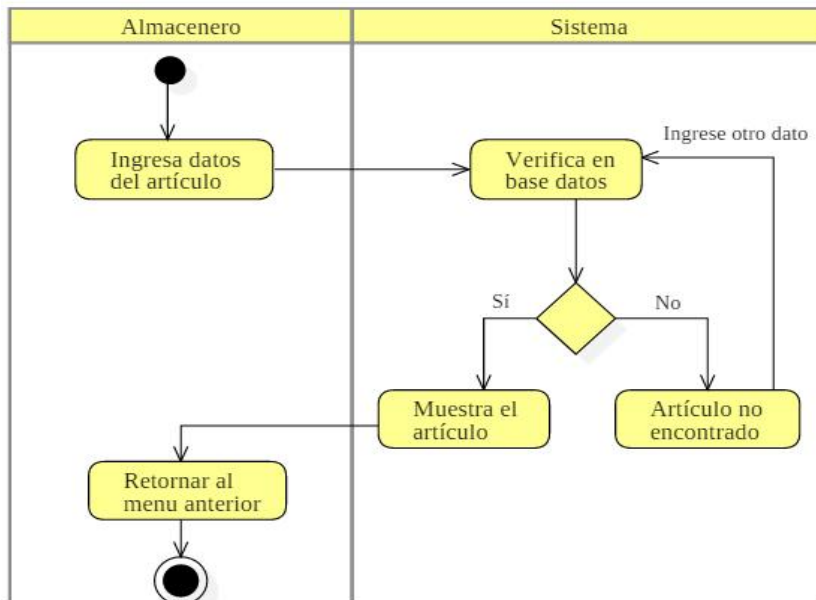 Almacenero
Sistema
Ingrese otro dato
Ingresa datos
del artículo
Verifica en
base datos
Sí
No
Muestra el
artículo
Artículo no
encontrado
Retornar al
menu anterior